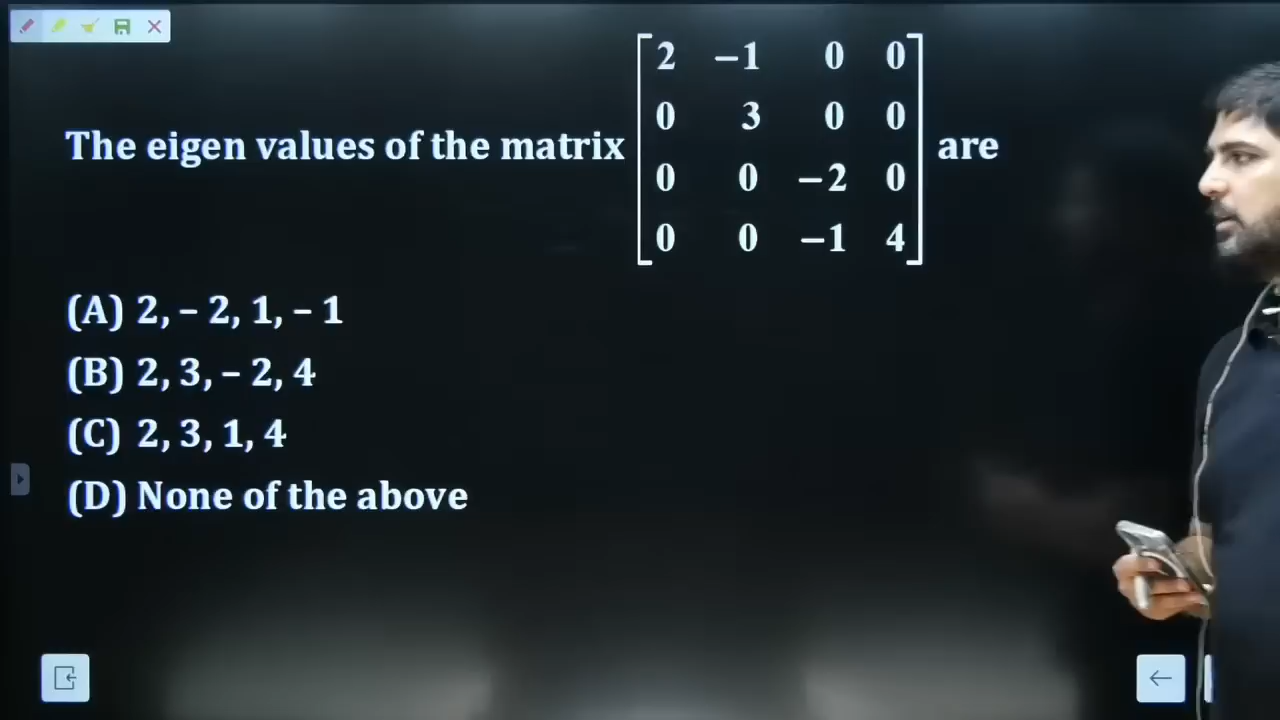 The eigen values of the matrix
2 −1 0 0
0 3 0 0
0 0 −2 0
0 0 −1 4
are
(A) 2, – 2, 1, – 1
(B) 2, 3, – 2, 4
(C) 2, 3, 1, 4
(D) None of the above